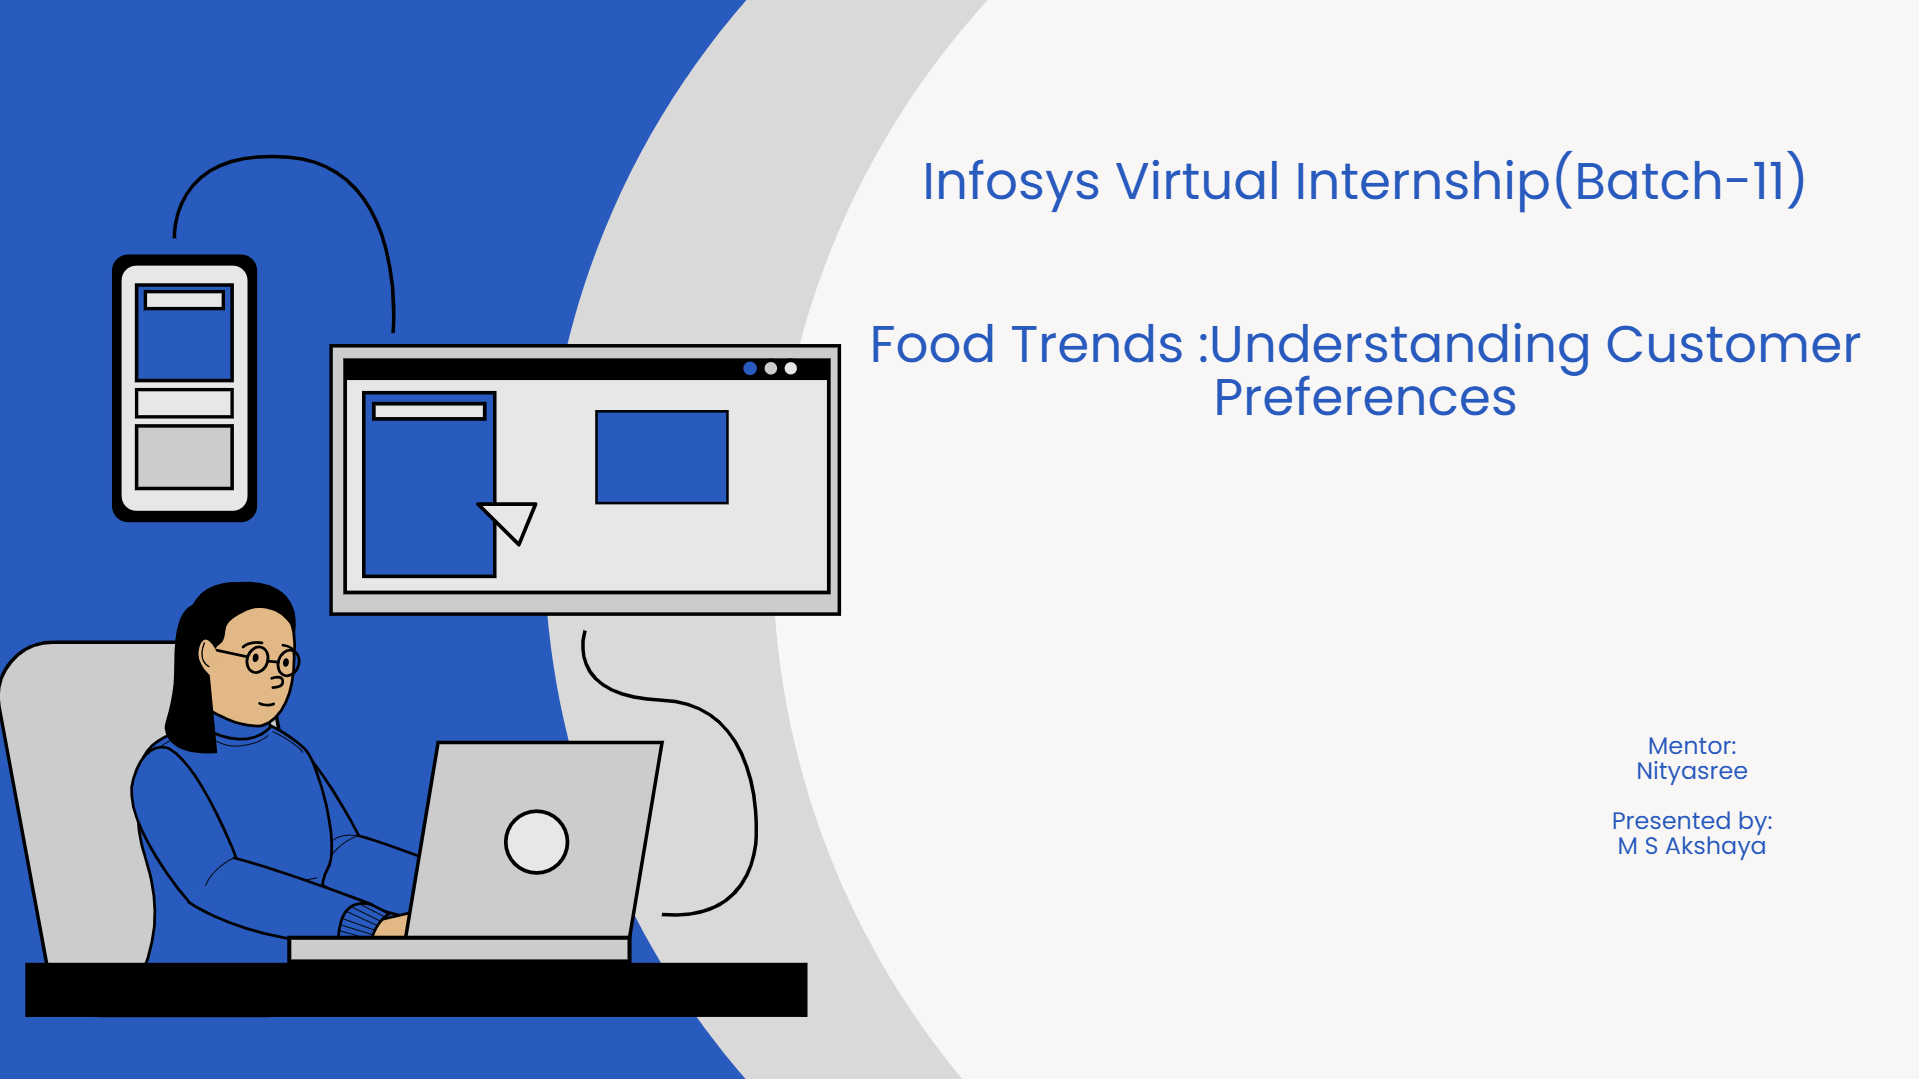 Infosys Virtual Internship(Batch-11)
Food Trends :Understanding Customer
Preferences
Mentor:
Nityasree
Presented by:
M S Akshaya